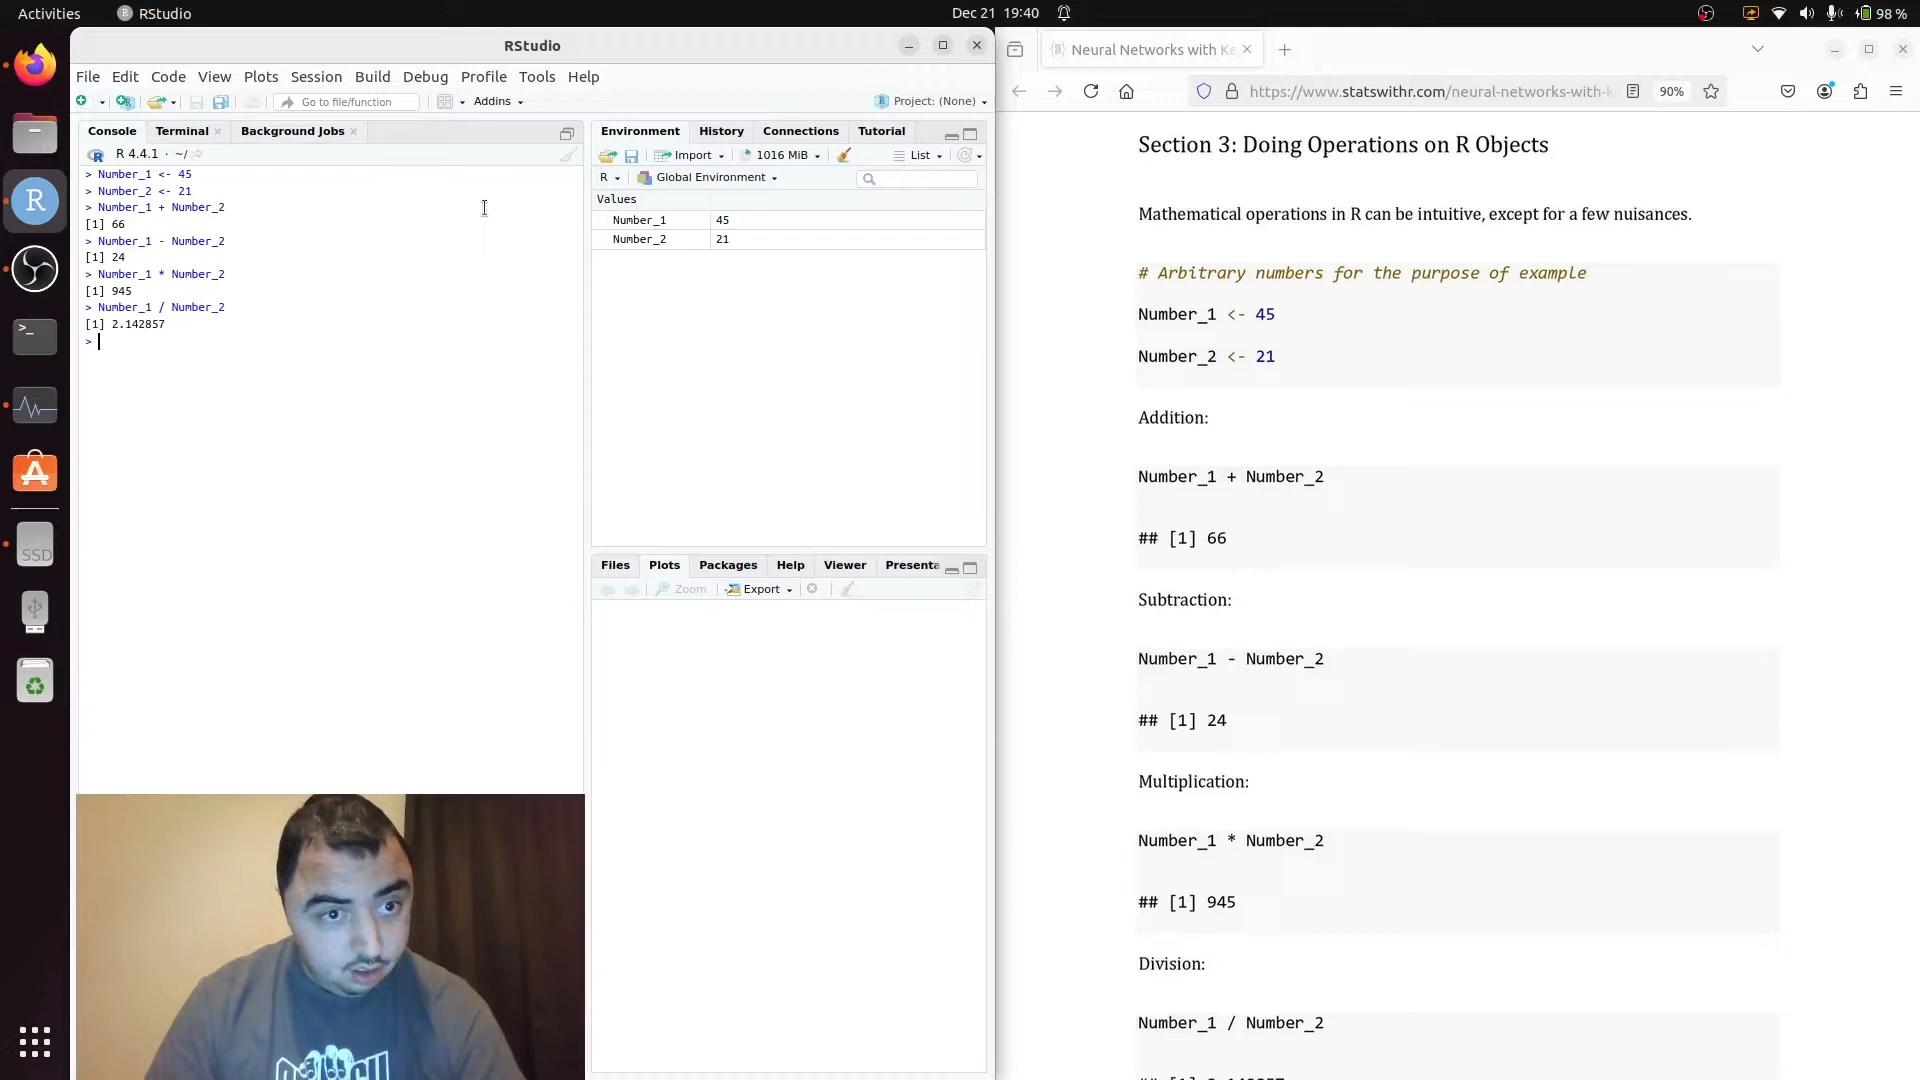 Activities
RStudio
Dec 21 19:40
98 %
RStudio
File Edit Code View Plots Session Build Debug Profile Tools Help
Go to file/function
Addins
Project: (None)
Console Terminal Background Jobs
R 4.4.1 · ~/
> Number_1 <- 45
> Number_2 <- 21
> Number_1 + Number_2
[1] 66
> Number_1 - Number_2
[1] 24
> Number_1 * Number_2
[1] 945
> Number_1 / Number_2
[1] 2.142857
>
Environment History Connections Tutorial
Import 1016 MiB List
R Global Environment
Values
Number_1 45
Number_2 21
Files Plots Packages Help Viewer Presenta
Zoom Export
SSD
Neural Networks with Ke
https://www.statswithr.com/neural-networks-with-k
90%
Section 3: Doing Operations on R Objects
Mathematical operations in R can be intuitive, except for a few nuisances.
# Arbitrary numbers for the purpose of example
Number_1 <- 45
Number_2 <- 21
Addition:
Number_1 + Number_2
## [1] 66
Subtraction:
Number_1 - Number_2
## [1] 24
Multiplication:
Number_1 * Number_2
## [1] 945
Division:
Number_1 / Number_2